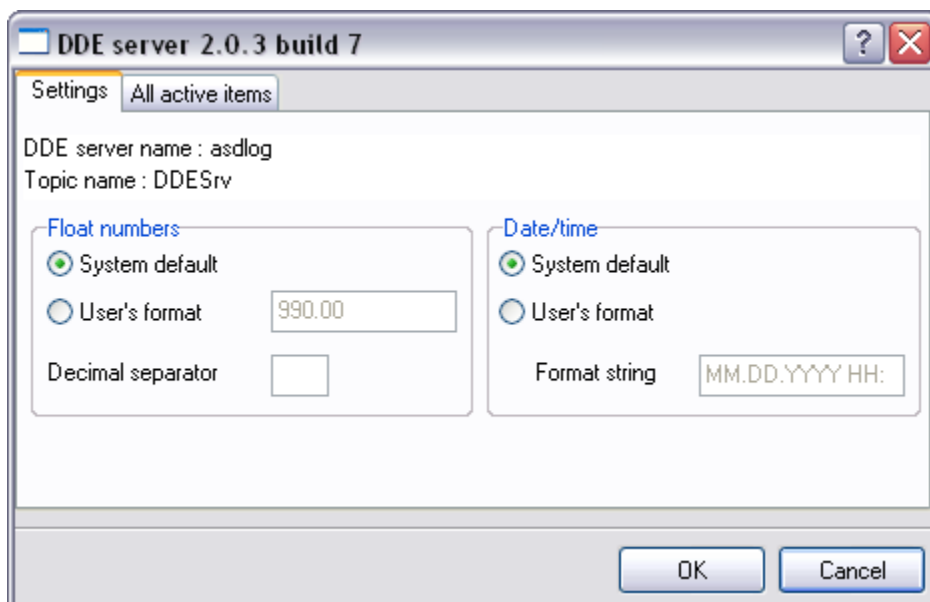 DDE server 2.0.3 build 7
Settings
All active items
DDE server name : asdlog
Topic name : DDESrv
Float numbers
System default
User's format
990.00
Decimal separator
Date/time
System default
User's format
Format string
MM.DD.YYYY HH:
OK
Cancel